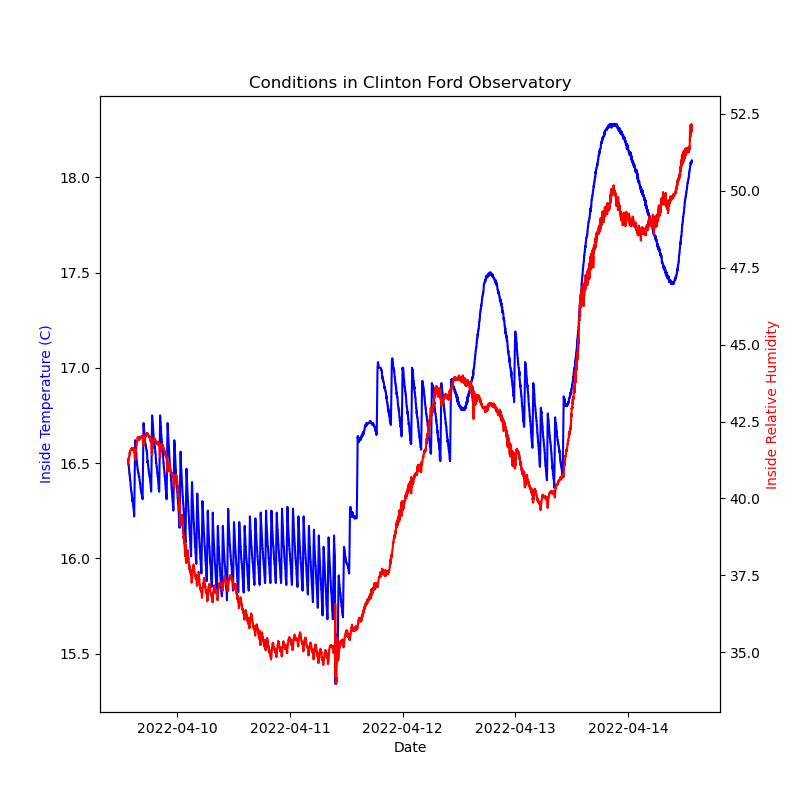 Conditions in Clinton Ford Observatory
Inside Temperature (C)
18.0
17.5
17.0
16.5
16.0
15.5
52.5
50.0
47.5
45.0
42.5
40.0
37.5
35.0
Inside Relative Humidity
2022-04-10 2022-04-11 2022-04-12 2022-04-13 2022-04-14
Date